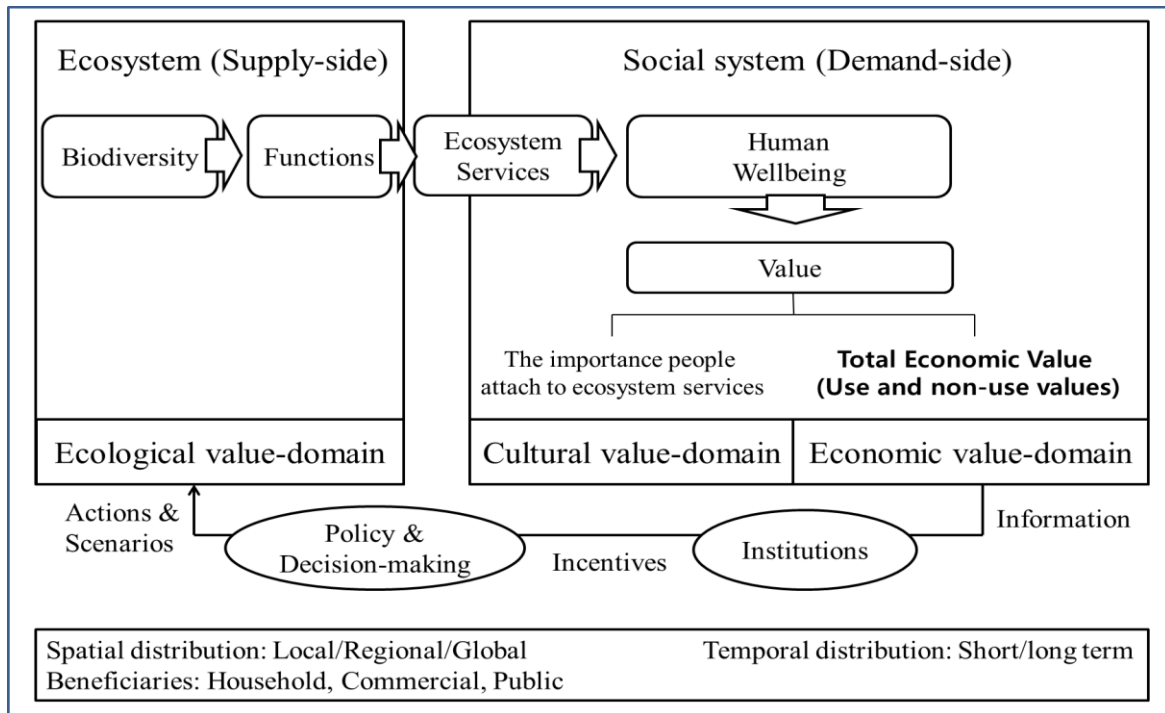 Ecosystem (Supply-side)
Social system (Demand-side)
Biodiversity
Functions
Ecosystem
Services
Human
Wellbeing
Value
The importance people
attach to ecosystem services
Total Economic Value
(Use and non-use values)
Ecological value-domain
Cultural value-domain
Economic value-domain
Actions &
Scenarios
Policy &
Decision-making
Incentives
Institutions
Information
Spatial distribution: Local/Regional/Global
Temporal distribution: Short/long term
Beneficiaries: Household, Commercial, Public